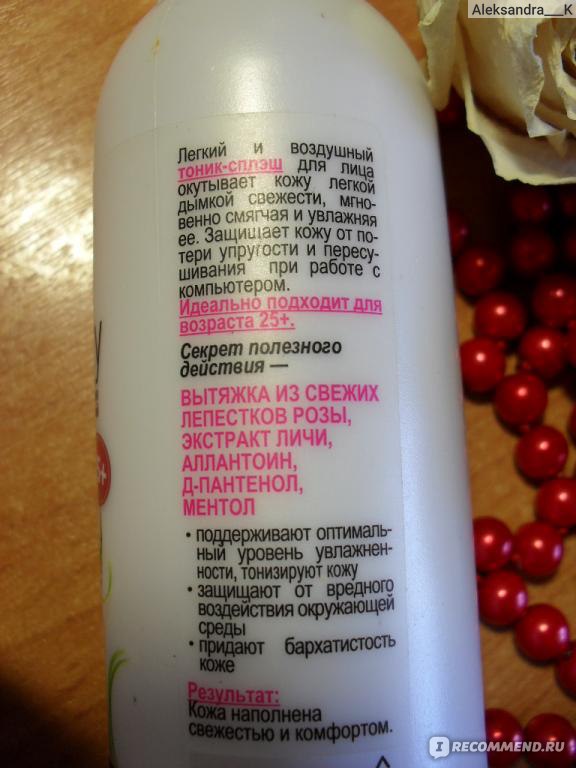 Aleksandra___K
Легкий и воздушный
тоник-сплэш для лица
окутывает кожу легкой
дымкой свежести, мгно-
венно смягчая и увлажняя
ее. Защищает кожу от по-
тери упругости и пересу-
шивания при работе с
компьютером.
Идеально подходит для
возраста 25+.
Секрет полезного
действия —
ВЫТЯЖКА ИЗ СВЕЖИХ
ЛЕПЕСТКОВ РОЗЫ,
ЭКСТРАКТ ЛИЧИ,
АЛЛАНТОИН,
Д-ПАНТЕНОЛ,
МЕНТОЛ
• поддерживают оптималь-
ный уровень увлажнен-
ности, тонизируют кожу
• защищают от вредного
воздействия окружающей
среды
• придают бархатистость
коже
Результат:
Кожа наполнена
свежестью и комфортом.
IRECOMMEND.RU